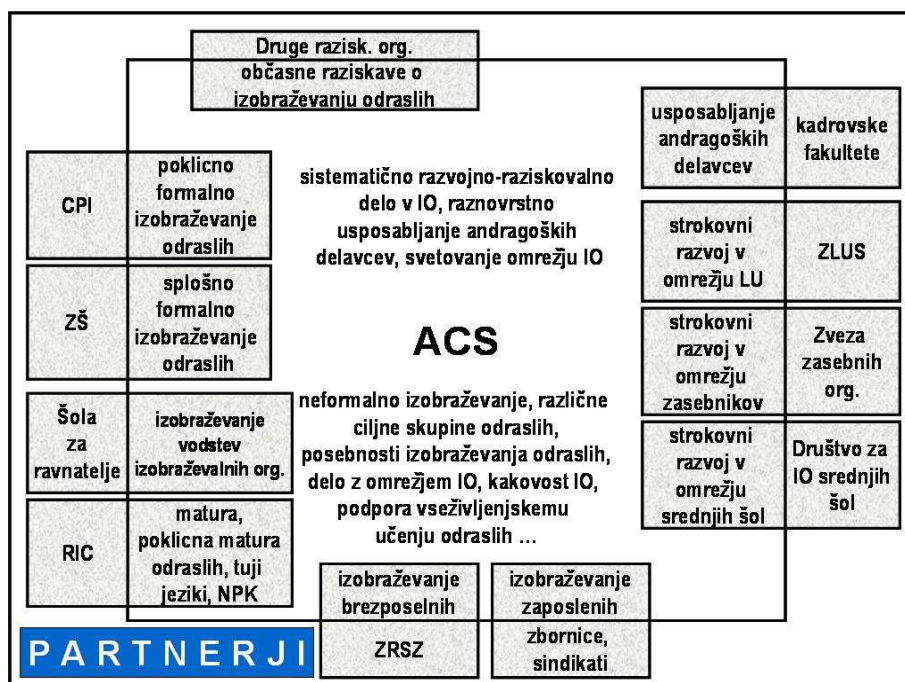 Druge razisk. org.
občasne raziskave o
izobraževanju odraslih
CPI
poklicno
formalno
izobraževanje
odraslih
ZŠ
splošno
formalno
izobraževanje
odraslih
Šola
za
ravnatelje
izobraževanje
vodstev
izobraževalnih org.
RIC
matura,
poklicna matura
odraslih, tuji
jeziki, NPK
sistematično razvojno-raziskovalno
delo v IO, raznovrstno
usposabljanje andragoških
delavcev, svetovanje omrežju IO
ACS
neformalno izobraževanje, različne
ciljne skupine odraslih,
posebnosti izobraževanja odraslih,
delo z omrežjem IO, kakovost IO,
podpora vseživljenjskemu
učenju odraslih ...
usposabljanje
andragoških
delavcev
kadrovske
fakultete
strokovni
razvoj v
omrežju LU
ZLUS
strokovni
razvoj v
omrežju
zasebnikov
Zveza
zasebnih
org.
strokovni
razvoj v
omrežju
srednjih šol
Društvo za
IO srednjih
šol
izobraževanje
brezposelnih
ZRSZ
izobraževanje
zaposlenih
zbornice,
sindikati
PARTNERJI